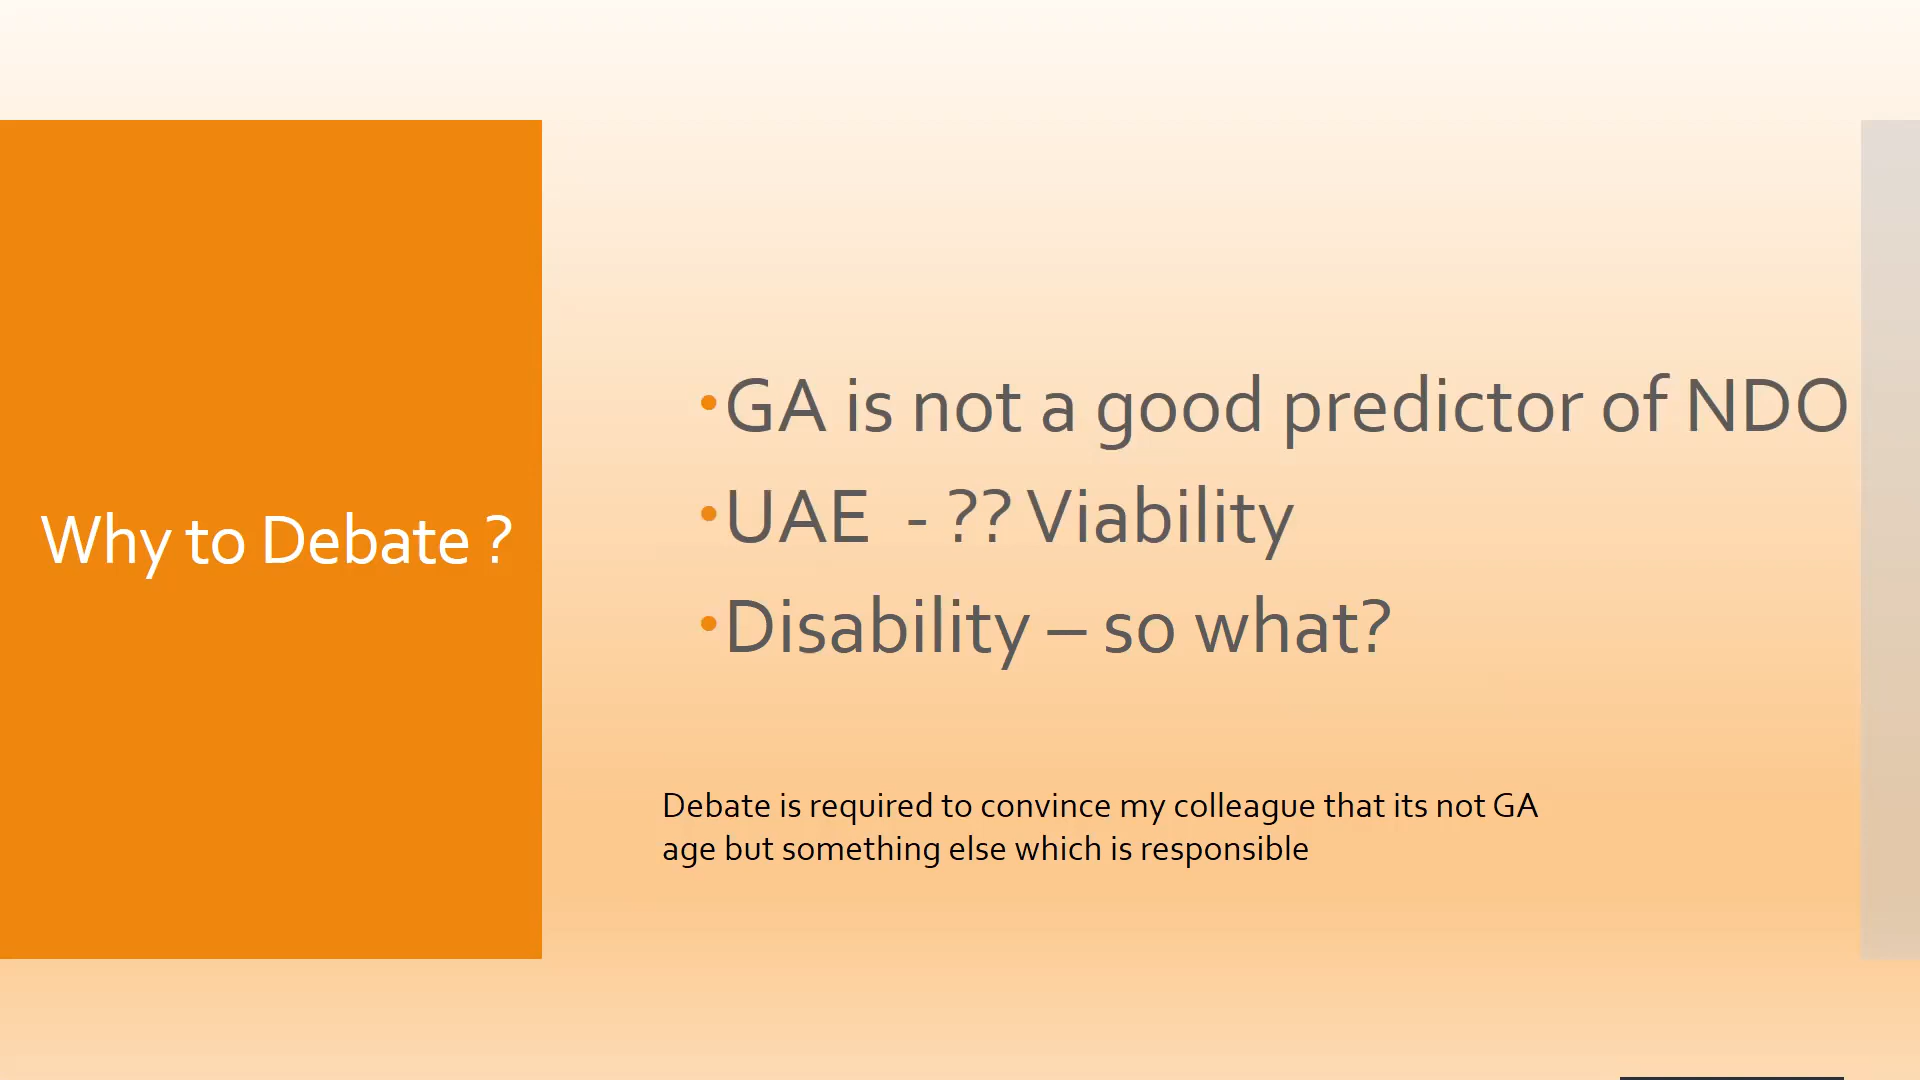 Why to Debate ?
•GA is not a good predictor of NDO
•UAE - ?? Viability
•Disability – so what?
Debate is required to convince my colleague that its not GA
age but something else which is responsible